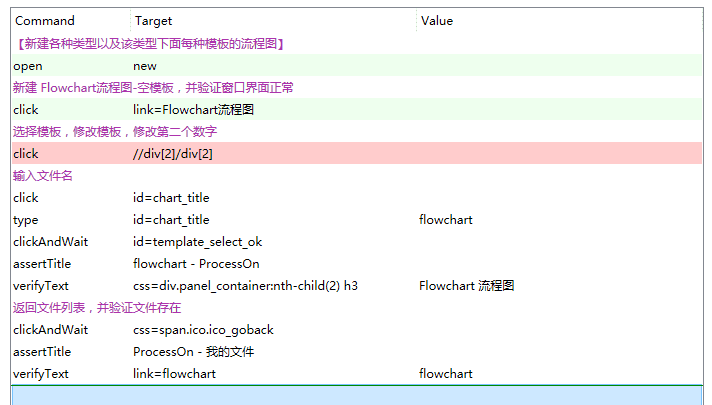 Command Target Value
【新建各种类型以及该类型下面每种模板的流程图】
open new
新建 Flowchart流程图-空模板，并验证窗口界面正常
click link=Flowchart流程图
选择模板，修改模板，修改第二个数字
click //div[2]/div[2]
输入文件名
click id=chart_title
type id=chart_title flowchart
clickAndWait id=template_select_ok
assertTitle flowchart - ProcessOn
verifyText css=div.panel_container:nth-child(2) h3 Flowchart 流程图
返回文件列表，并验证文件存在
clickAndWait css=span.ico.ico_goback
assertTitle ProcessOn - 我的文件
verifyText link=flowchart flowchart